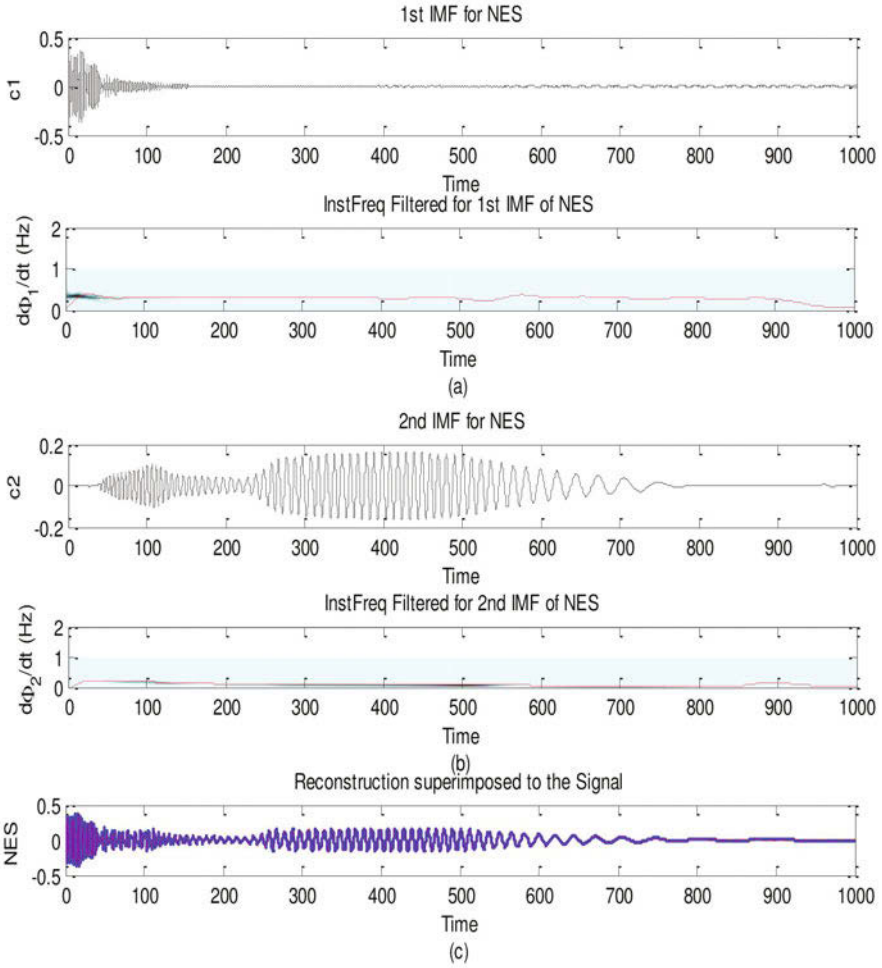 1st IMF for NES
0.5
c1
0
-0.5
0 100 200 300 400 500 600 700 800 900 1000
Time
InstFreq Filtered for 1st IMF of NES
2
dΦ1/dt (Hz)
1
0
0 100 200 300 400 500 600 700 800 900 1000
Time
(a)
2nd IMF for NES
0.2
c2
0
-0.2
0 100 200 300 400 500 600 700 800 900 1000
Time
InstFreq Filtered for 2nd IMF of NES
2
dΦ2/dt (Hz)
1
0
0 100 200 300 400 500 600 700 800 900 1000
Time
(b)
Reconstruction superimposed to the Signal
0.5
NES
0
-0.5
0 100 200 300 400 500 600 700 800 900 1000
Time
(c)